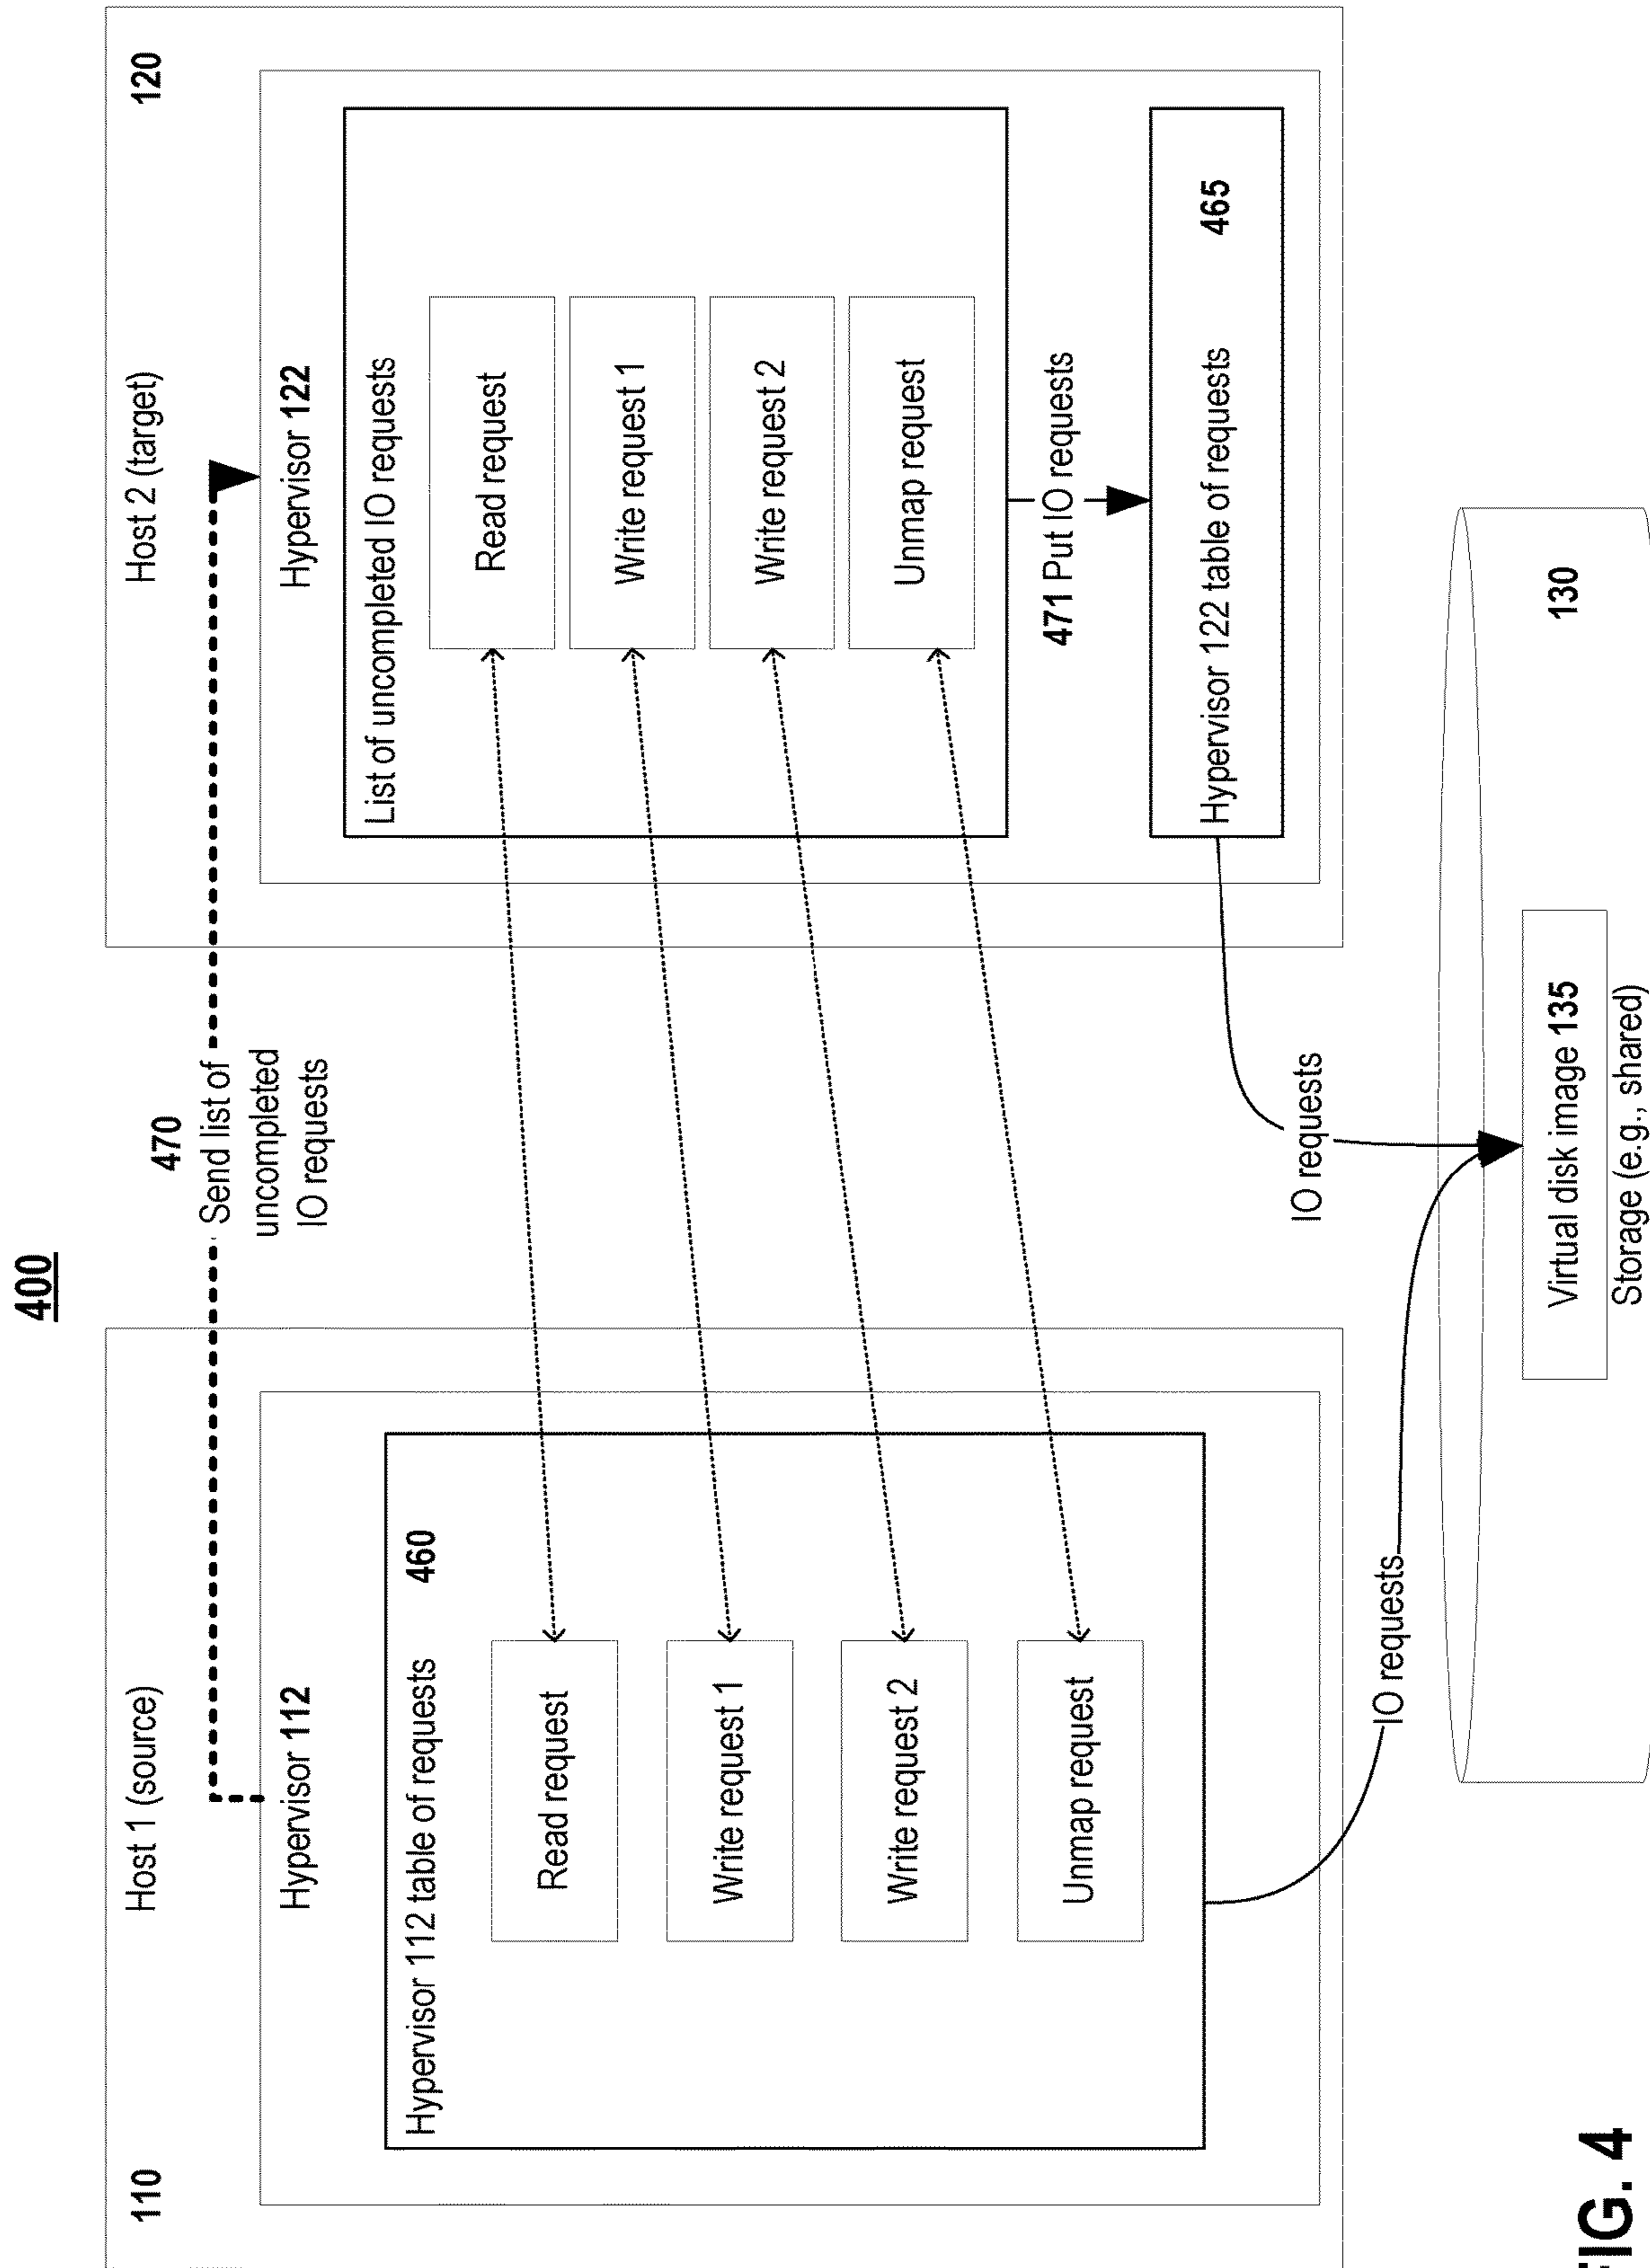 400
110
Host 1 (source)
Hypervisor 112
Hypervisor 112 table of requests
460
Read request
Write request 1
Write request 2
Unmap request
470
Send list of
uncompleted
IO requests
Host 2 (target)
120
Hypervisor 122
List of uncompleted IO requests
Read request
Write request 1
Write request 2
Unmap request
471 Put IO requests
Hypervisor 122 table of requests
465
IO requests
IO requests
130
Virtual disk image 135
Storage (e.g., shared)
FIG. 4